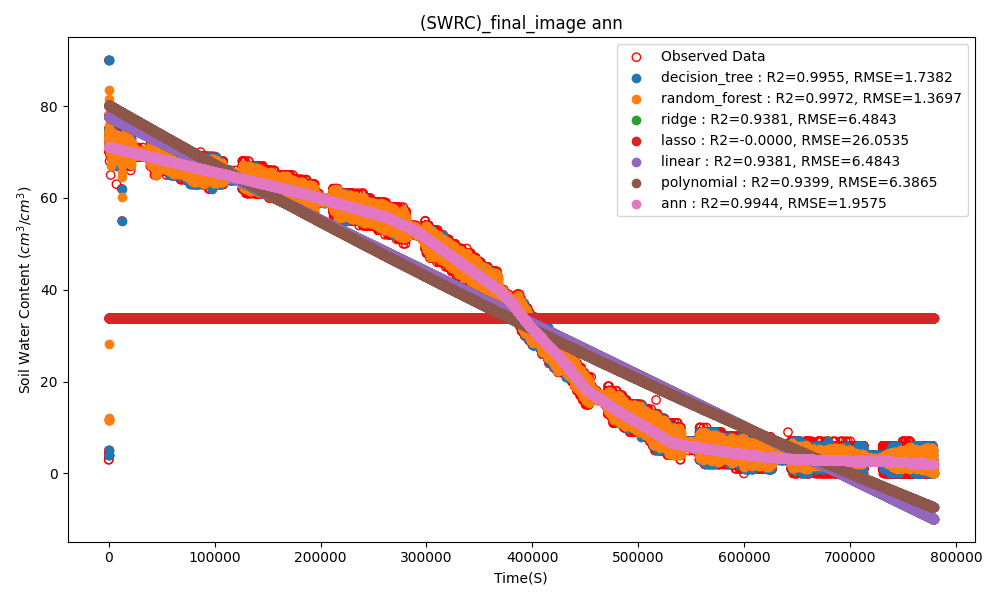 (SWRC)_final_image ann
Observed Data
decision_tree : R2=0.9955, RMSE=1.7382
random_forest : R2=0.9972, RMSE=1.3697
ridge : R2=0.9381, RMSE=6.4843
lasso : R2=-0.0000, RMSE=26.0535
linear : R2=0.9381, RMSE=6.4843
polynomial : R2=0.9399, RMSE=6.3865
ann : R2=0.9944, RMSE=1.9575
Soil Water Content (cm³/cm³)
80
60
40
20
0
0 100000 200000 300000 400000 500000 600000 700000 800000
Time(S)